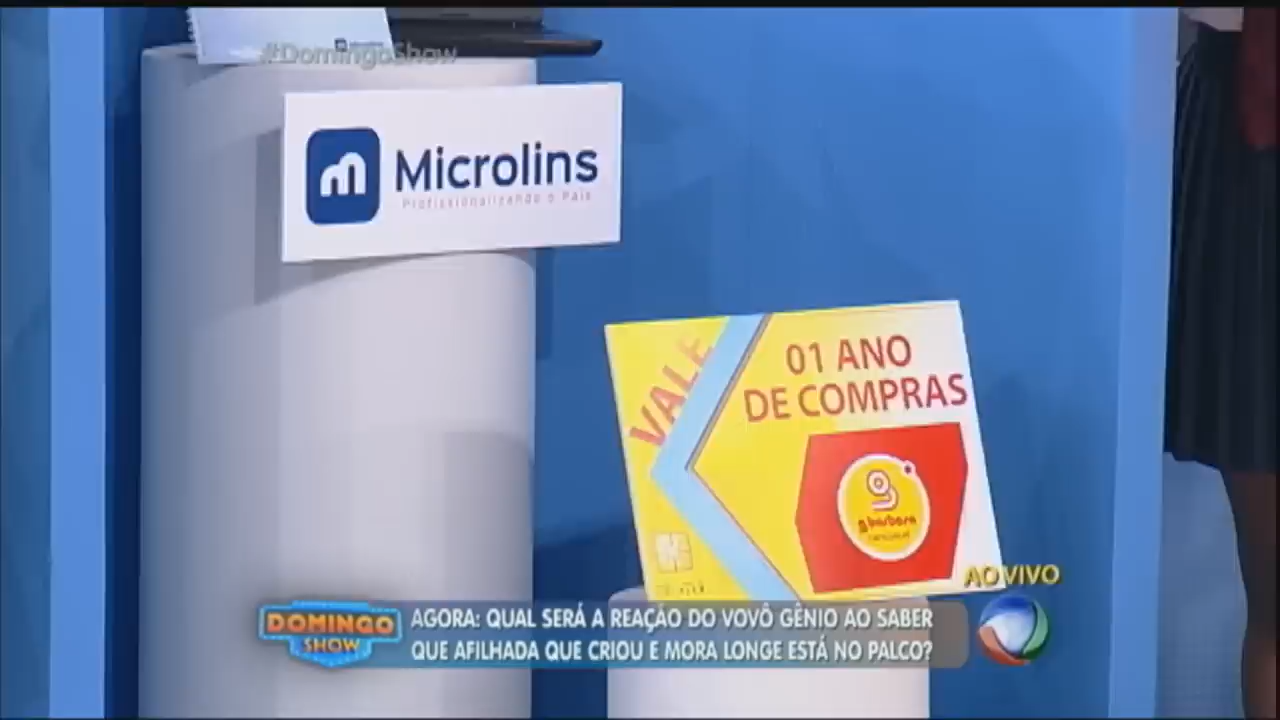 #DomingoShow
Microlins
Profissionalizando o País
VALE
01 ANO
DE COMPRAS
g barbosa
AO VIVO
DOMINGO
SHOW
AGORA: QUAL SERÁ A REAÇÃO DO VOVÔ GÊNIO AO SABER
QUE AFILHADA QUE CRIOU E MORA LONGE ESTÁ NO PALCO?